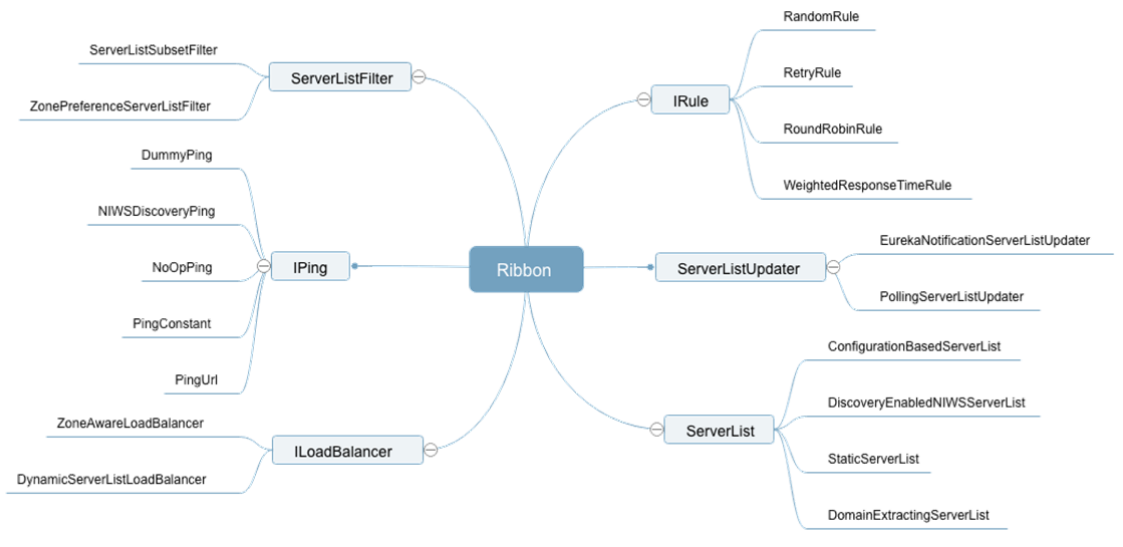 Ribbon
ServerListFilter
ServerListSubsetFilter
ZonePreferenceServerListFilter
IPing
DummyPing
NIWSDiscoveryPing
NoOpPing
PingConstant
PingUrl
ILoadBalancer
ZoneAwareLoadBalancer
DynamicServerListLoadBalancer
IRule
RandomRule
RetryRule
RoundRobinRule
WeightedResponseTimeRule
ServerListUpdater
EurekaNotificationServerListUpdater
PollingServerListUpdater
ServerList
ConfigurationBasedServerList
DiscoveryEnabledNIWSServerList
StaticServerList
DomainExtractingServerList